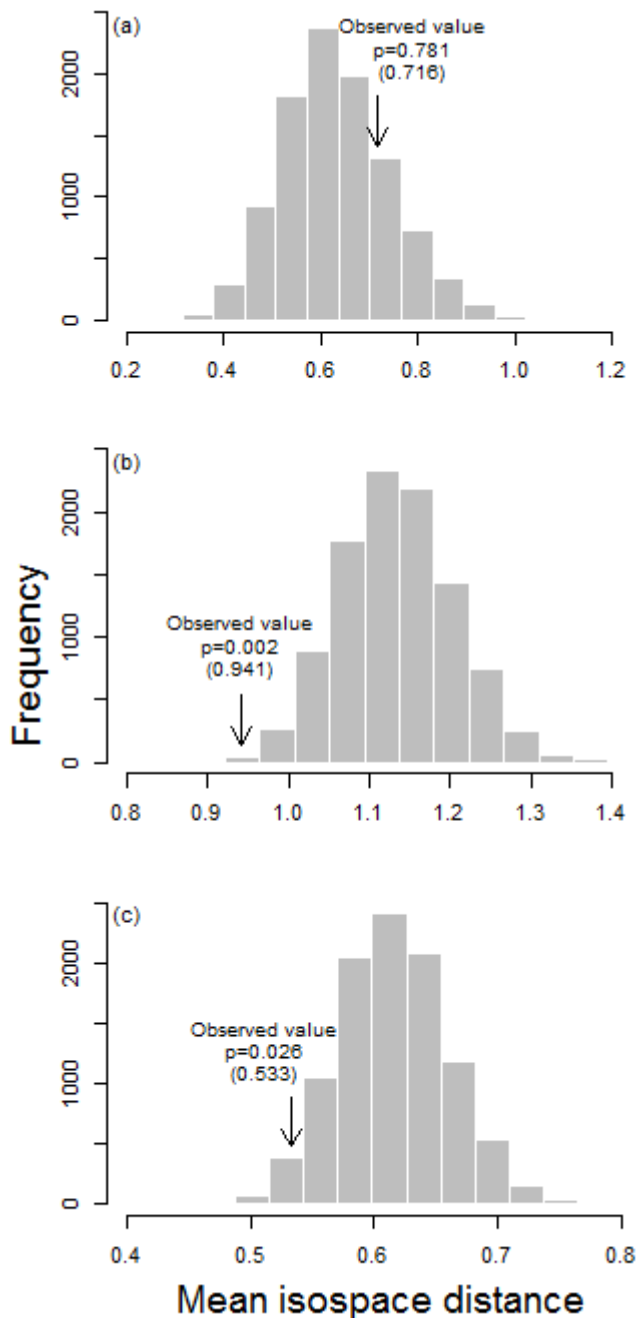 (a)
Observed value
p=0.781
(0.716)
2000
1000
0
0.2 0.4 0.6 0.8 1.0 1.2
(b)
2000
1000
0
Observed value
p=0.002
(0.941)
0.8 0.9 1.0 1.1 1.2 1.3 1.4
Frequency
(c)
2000
1000
0
Observed value
p=0.026
(0.533)
0.4 0.5 0.6 0.7 0.8
Mean isospace distance